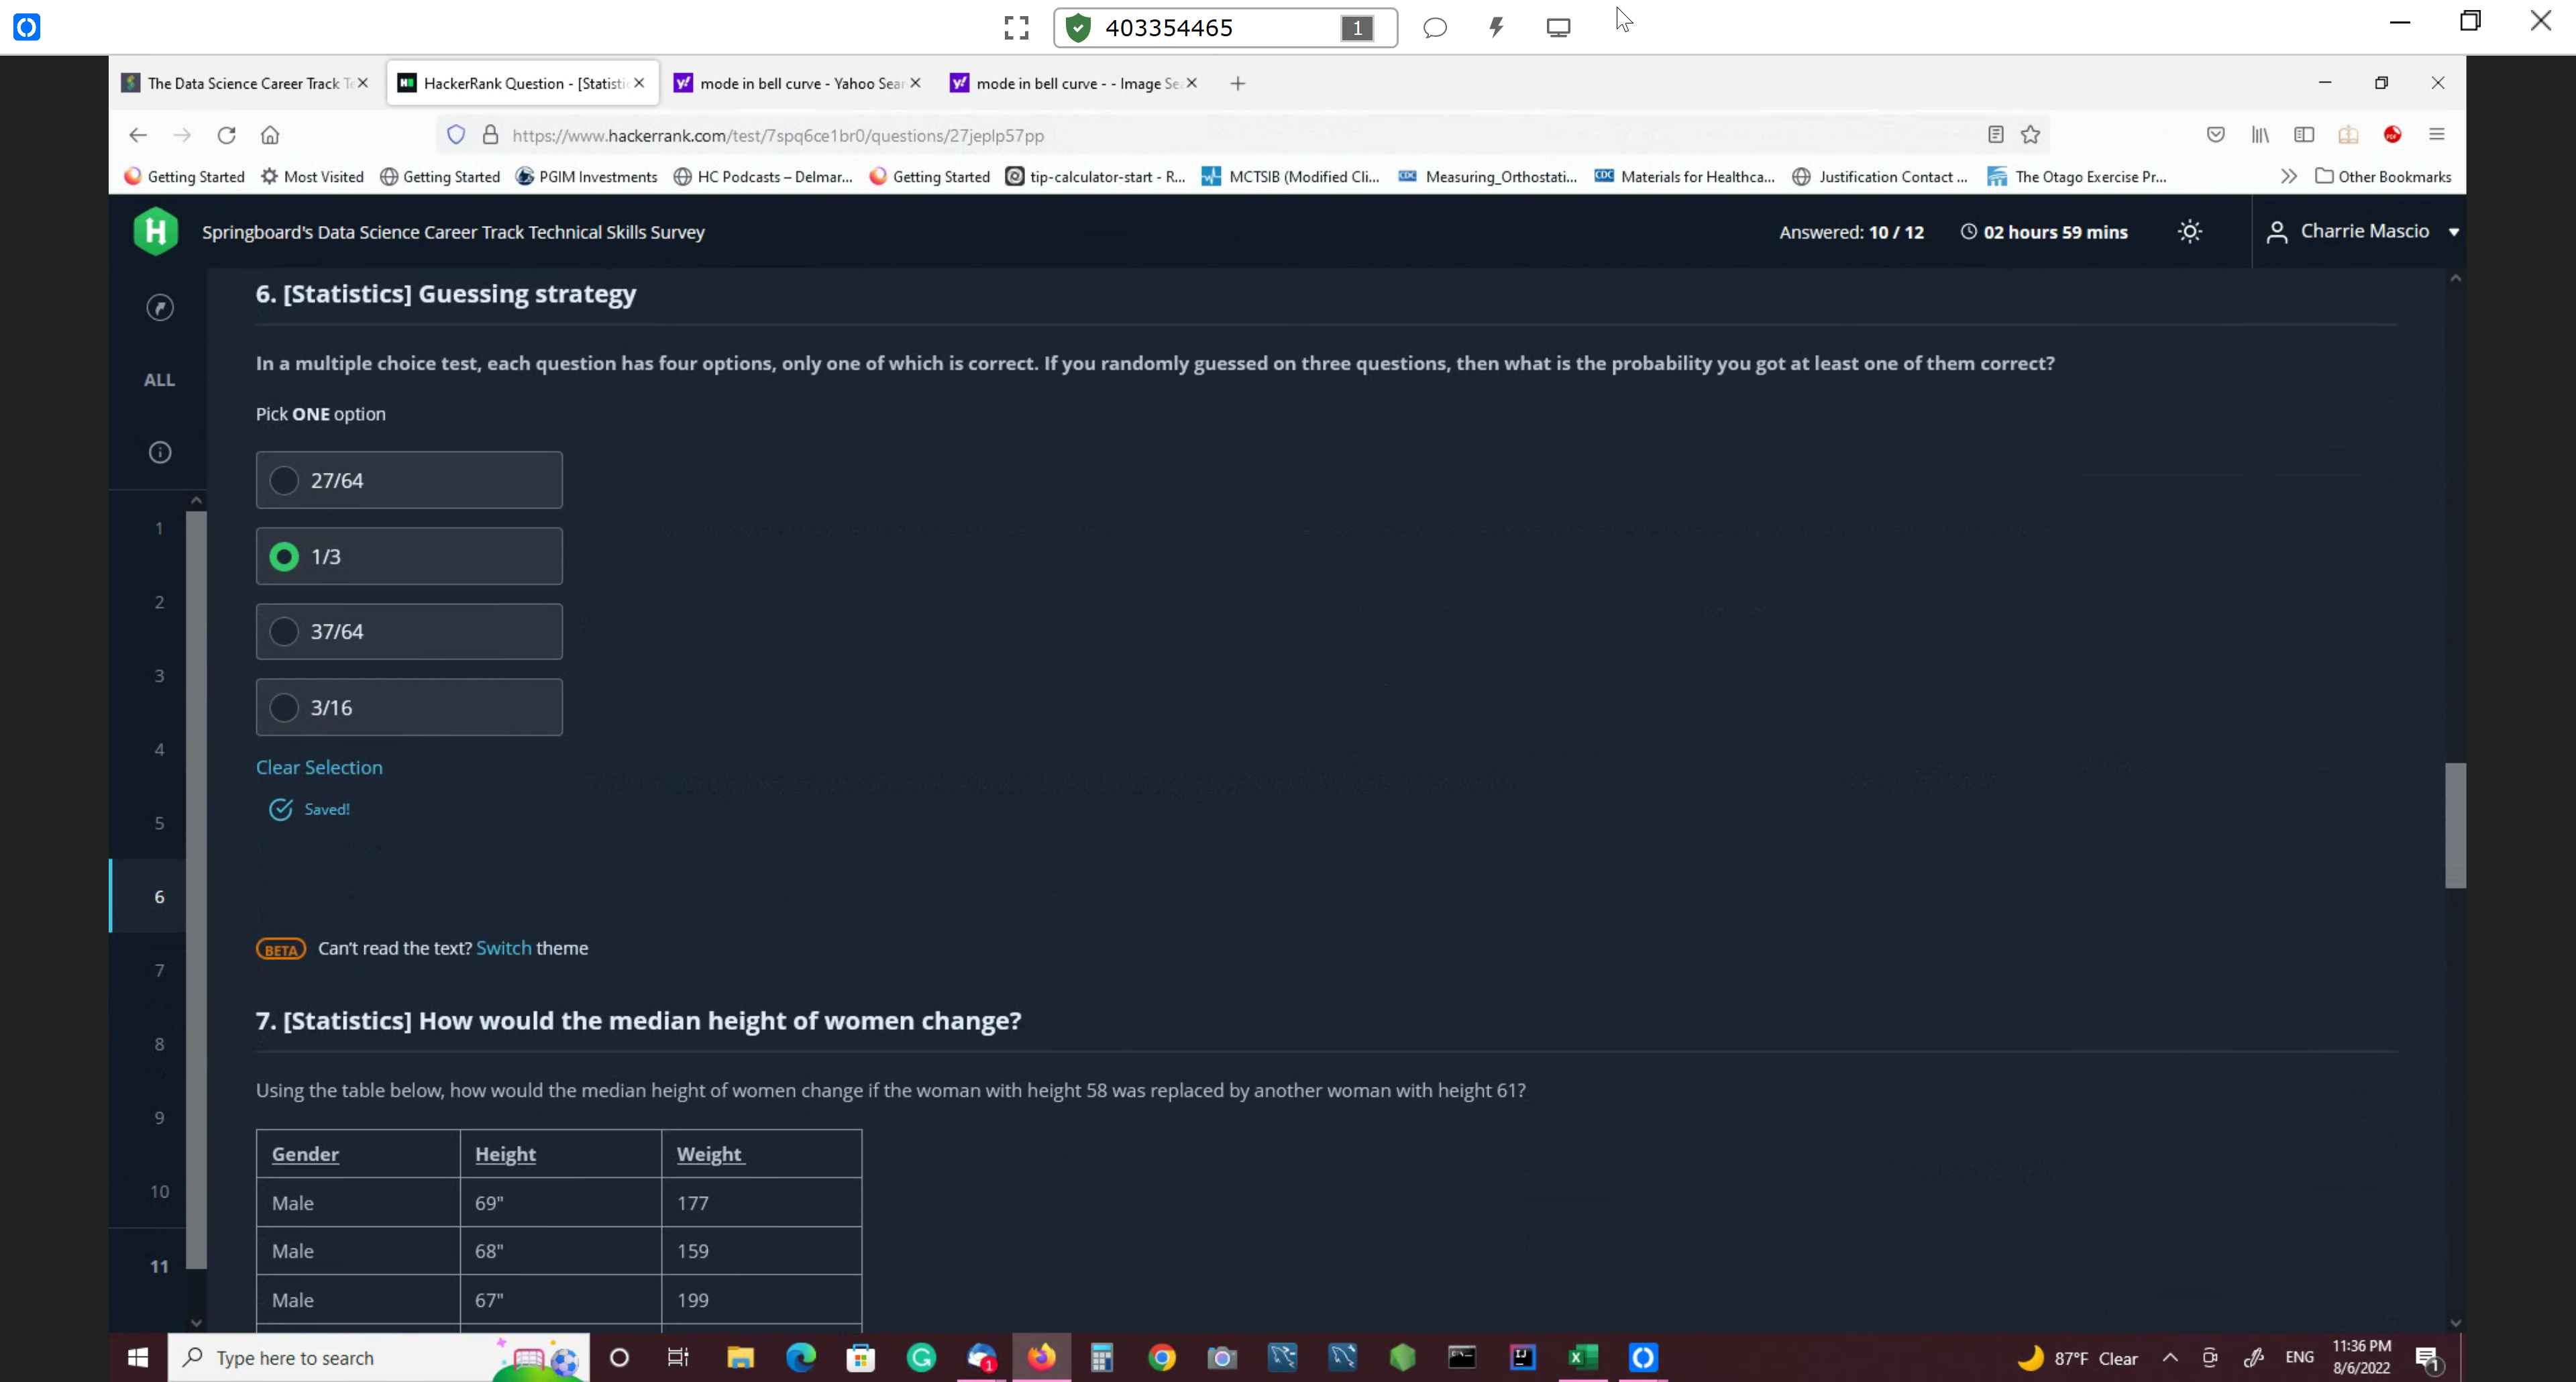 403354465
1
The Data Science Career Track Te
HackerRank Question - [Statisti
mode in bell curve - Yahoo Sear
mode in bell curve - - Image Se
https://www.hackerrank.com/test/7spq6ce1br0/questions/27jeplp57pp
Getting Started
Most Visited
Getting Started
PGIM Investments
HC Podcasts – Delmar...
Getting Started
tip-calculator-start - R...
MCTSIB (Modified Cli...
Measuring_Orthostati...
Materials for Healthca...
Justification Contact ...
The Otago Exercise Pr...
Other Bookmarks
Springboard's Data Science Career Track Technical Skills Survey
Answered: 10 / 12
02 hours 59 mins
Charrie Mascio
ALL
1
2
3
4
5
6
7
8
9
10
11
6. [Statistics] Guessing strategy
In a multiple choice test, each question has four options, only one of which is correct. If you randomly guessed on three questions, then what is the probability you got at least one of them correct?
Pick ONE option
27/64
1/3
37/64
3/16
Clear Selection
Saved!
BETA Can't read the text? Switch theme
7. [Statistics] How would the median height of women change?
Using the table below, how would the median height of women change if the woman with height 58 was replaced by another woman with height 61?
Gender Height Weight
Male 69" 177
Male 68" 159
Male 67" 199
Type here to search
1
87°F Clear
ENG
11:36 PM
8/6/2022
1